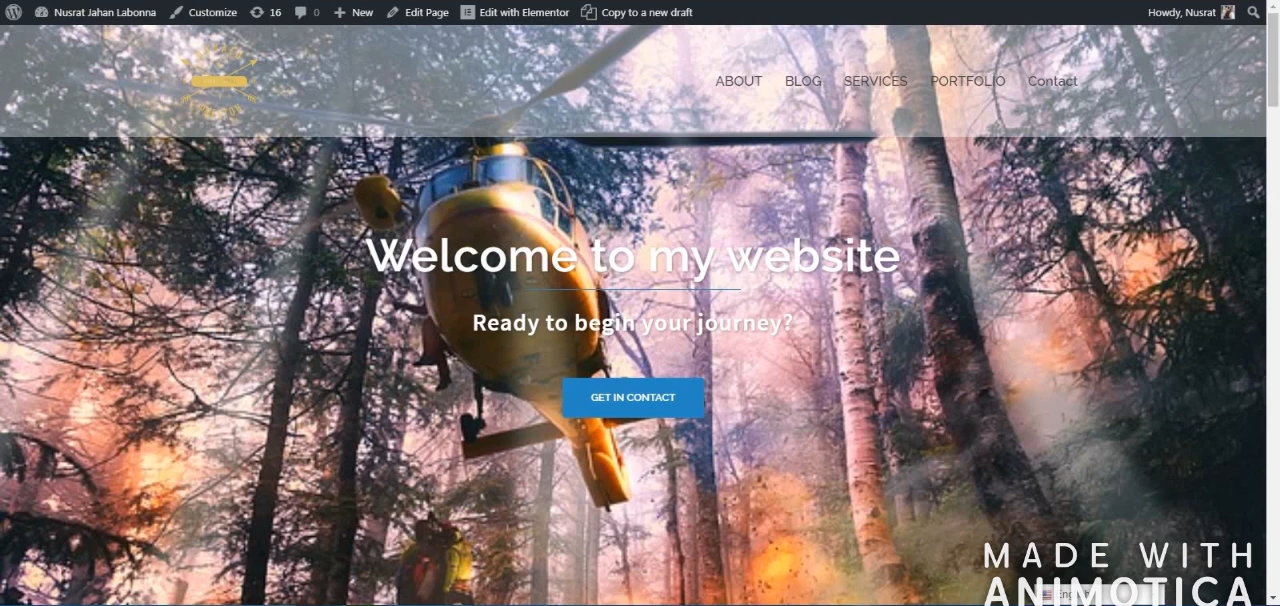 Nusrat Jahan Labonna Customize 16 0 New Edit Page Edit with Elementor Copy to a new draft Howdy, Nusrat
ABOUT BLOG SERVICES PORTFOLIO Contact
Welcome to my website
Ready to begin your journey?
GET IN CONTACT
MADE WITH
ANIMOTICA
English